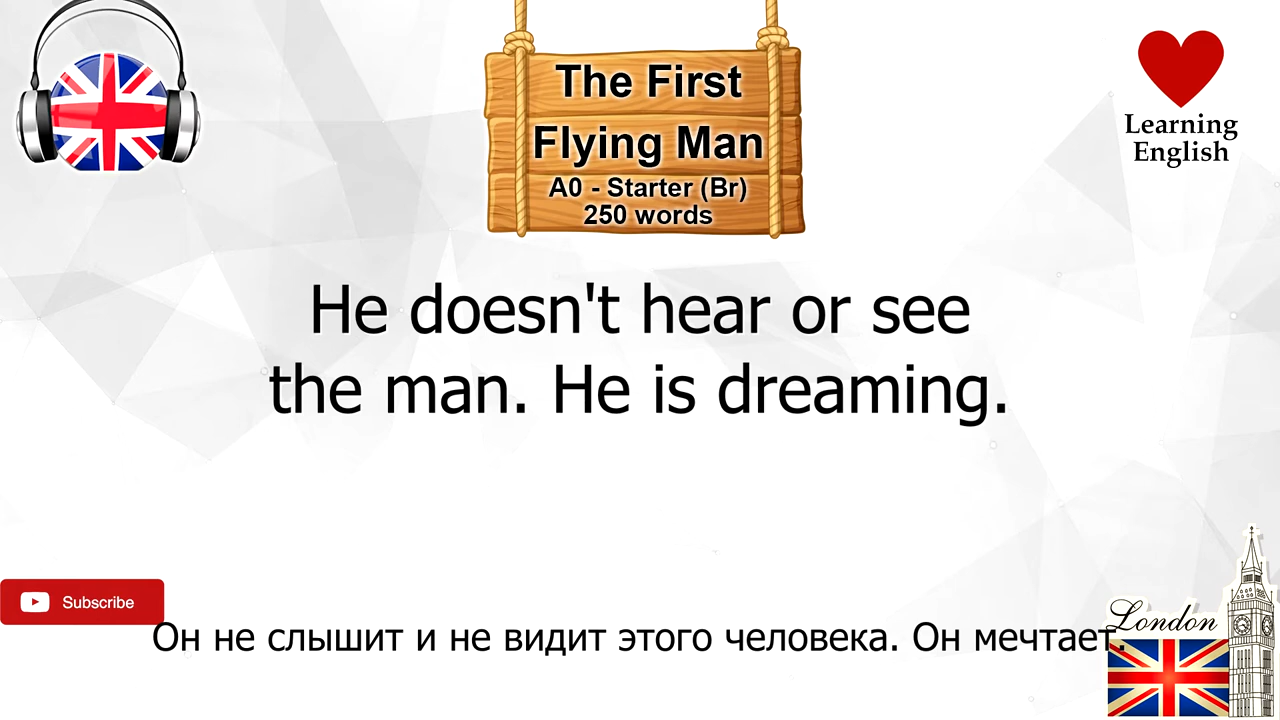 The First
Flying Man
A0 - Starter (Br)
250 words
Learning
English
He doesn't hear or see
the man. He is dreaming.
Subscribe
Он не слышит и не видит этого человека. Он мечтает.
London